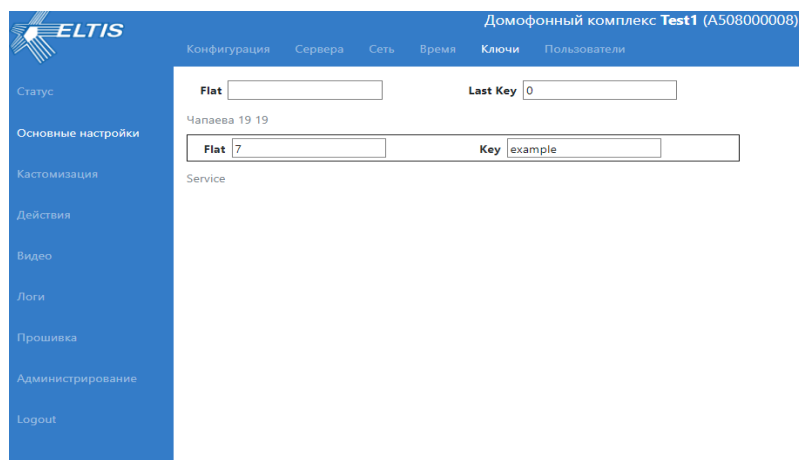 ELTIS
Домофонный комплекс Test1 (A508000008)
Конфигурация Сервера Сеть Время Ключи Пользователи
Статус
Основные настройки
Кастомизация
Действия
Видео
Логи
Прошивка
Администрирование
Logout
Flat Last Key 0
Чапаева 19 19
Flat 7 Key example
Service